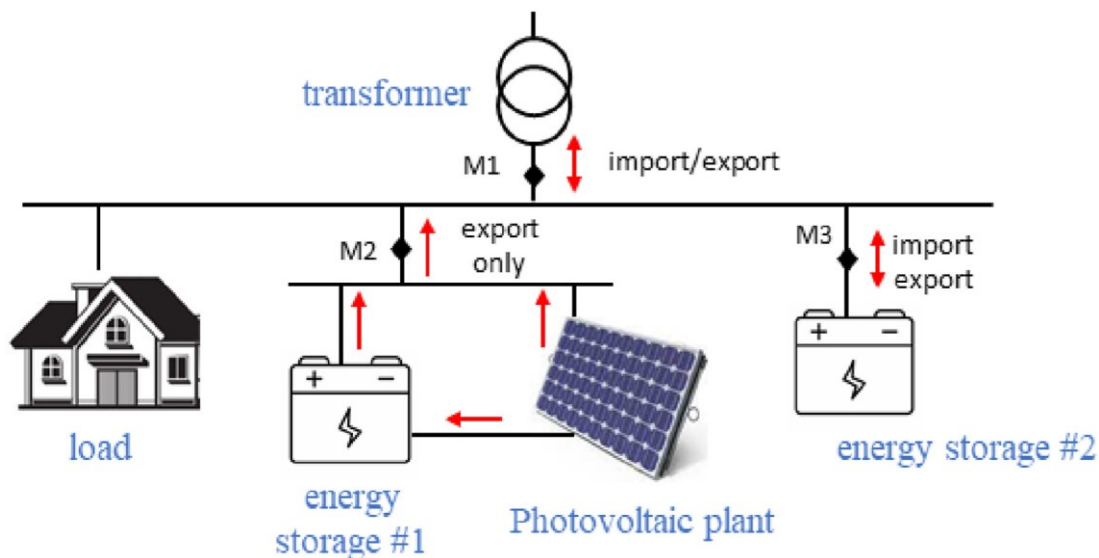 transformer
M1
import/export
M2
export
only
M3
import
export
+ −
+ −
load
energy
storage #1
Photovoltaic plant
energy storage #2